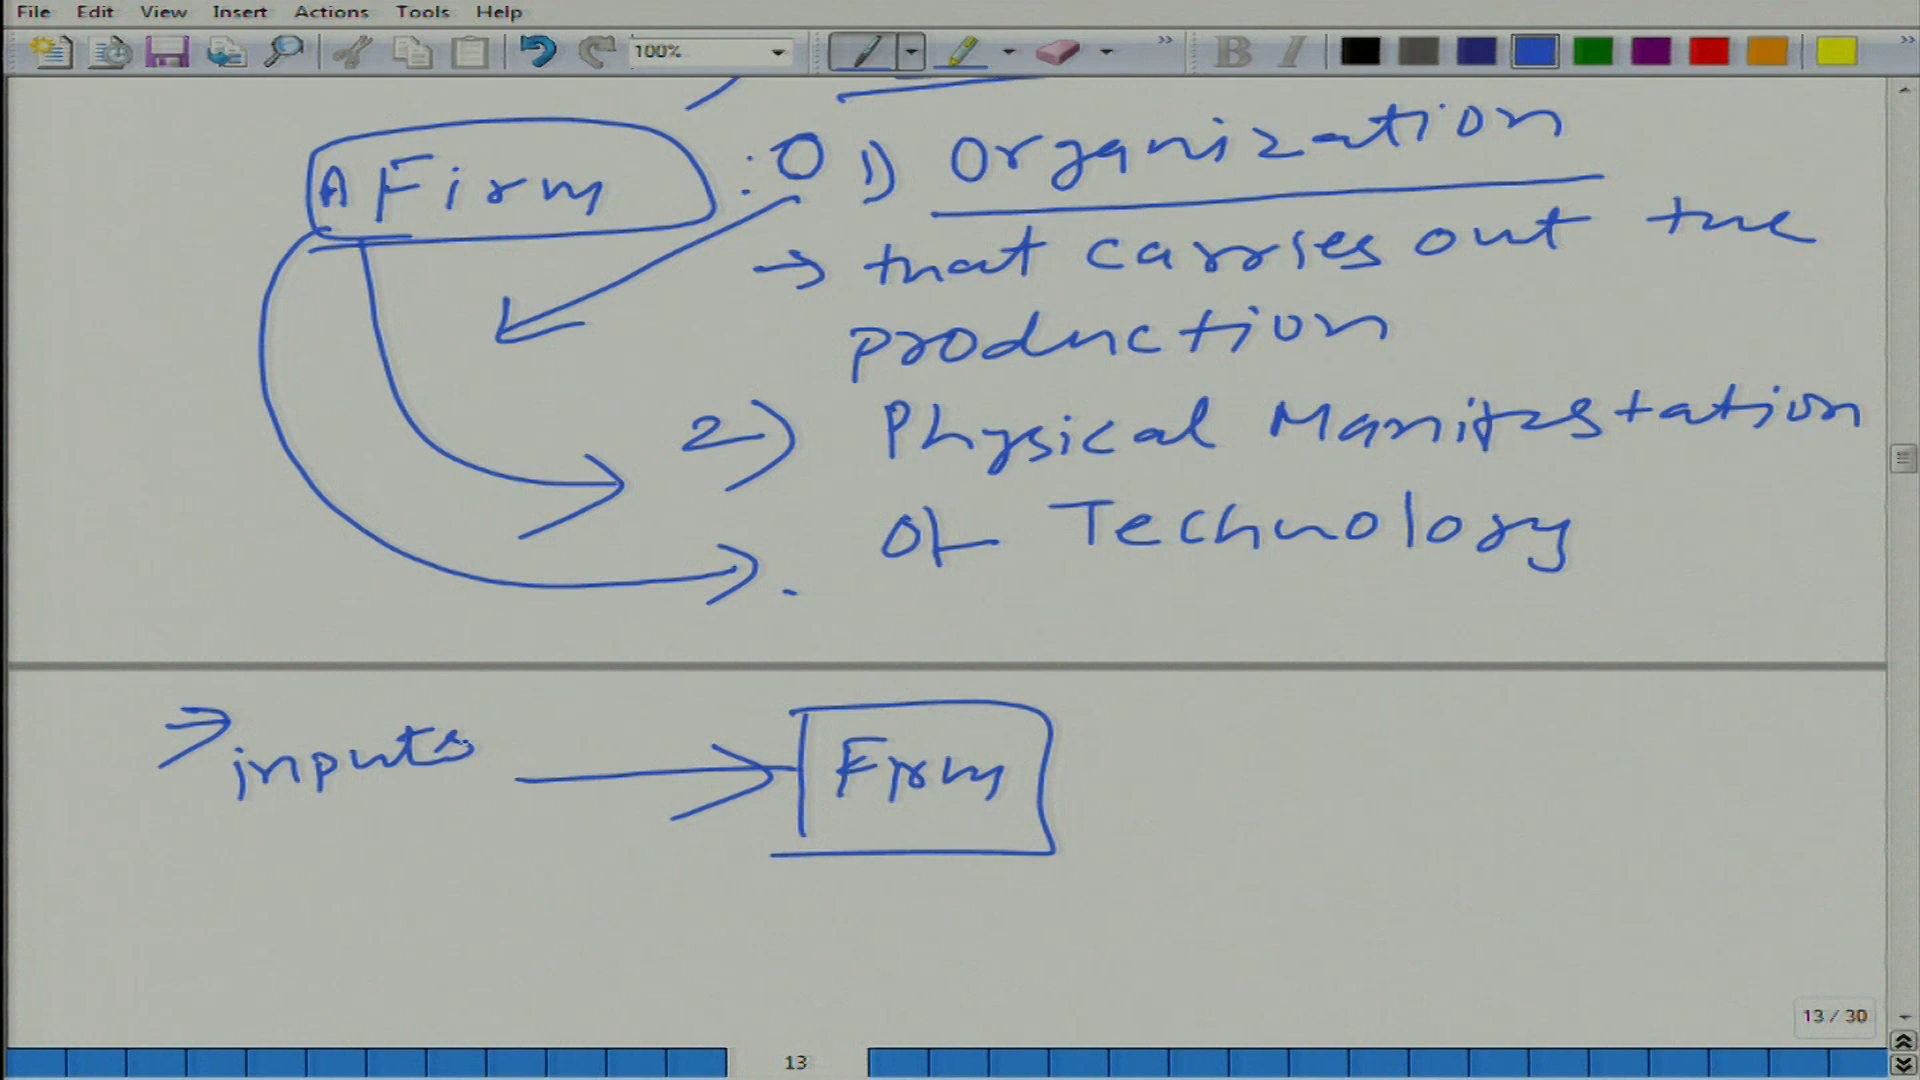 File Edit View Insert Actions Tools Help
100%
B I
A Firm : O 1) Organization
→ that carries out the
production
2) Physical Manifestation
of Technology
inputs → Firm
13 / 30
13